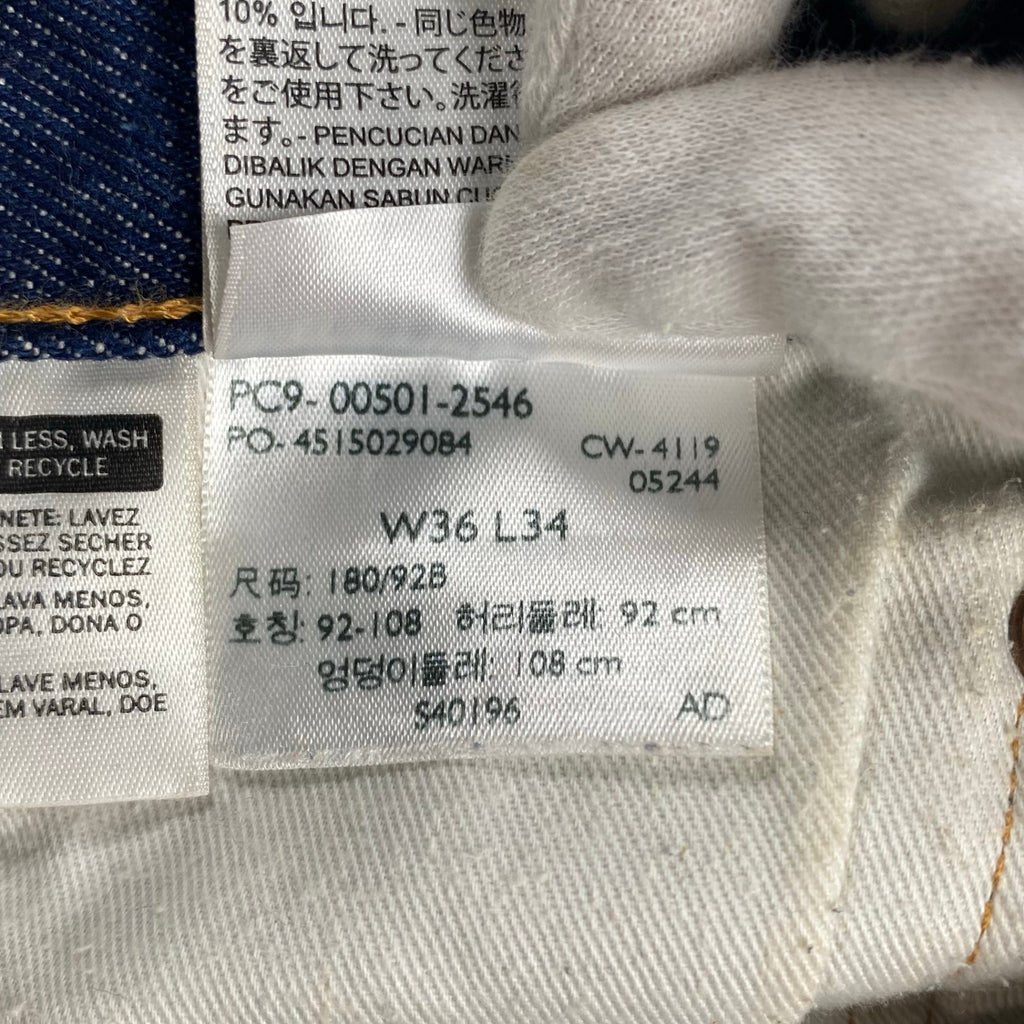 10% 입니다. - 同じ色物
を裏返して洗ってくださ
をご使用下さい。洗濯
ます。- PENCUCIAN DAN
DIBALIK DENGAN
GUNAKAN SABUN
LESS, WASH
RECYCLE
LAVEZ
SECHER
OU RECYCLEZ
LAVA MENOS,
DONA O
LAVE MENOS,
EM VARAL, DOE
PC9- 00501-2546
PO- 4515029084 CW- 4119
05244
W36 L34
尺码: 180/92B
호칭: 92-108 허리둘레: 92 cm
엉덩이둘레: 108 cm
S40196 AD